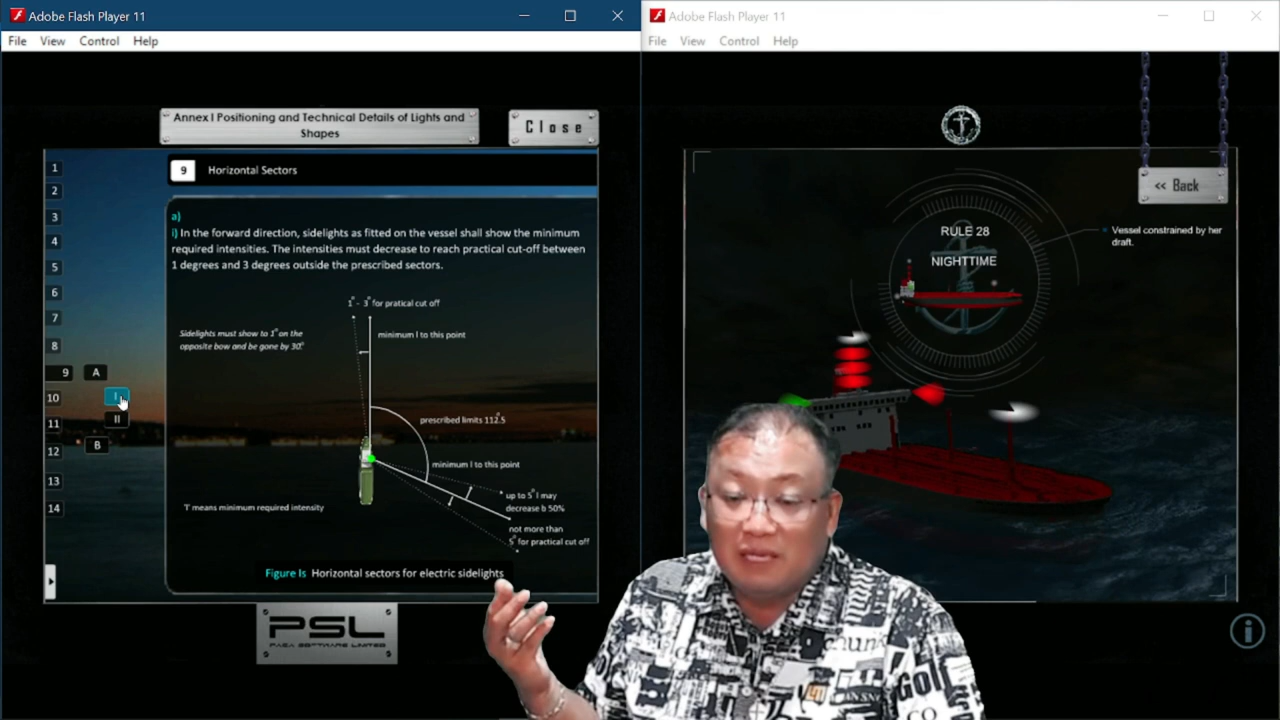 Adobe Flash Player 11
File View Control Help
Annex I Positioning and Technical Details of Lights and
Shapes
Close
1
2
3
4
5
6
7
8
9 A
10 I
11 II
12 B
13
14
9 Horizontal Sectors
a)
i) In the forward direction, sidelights as fitted on the vessel shall show the minimum
required intensities. The intensities must decrease to reach practical cut-off between
1 degrees and 3 degrees outside the prescribed sectors.
1° - 3° for pratical cut off
Sidelights must show to 1° on the
opposite bow and be gone by 30°
minimum I to this point
prescribed limits 112.5°
minimum I to this point
up to 5° I may
decrease b 50%
'I' means minimum required intensity
not more than
5° for practical cut off
Figure Is Horizontal sectors for electric sidelights
PSL
Adobe Flash Player 11
File View Control Help
<< Back
RULE 28
NIGHTTIME
Vessel constrained by her
draft.
i
Golf